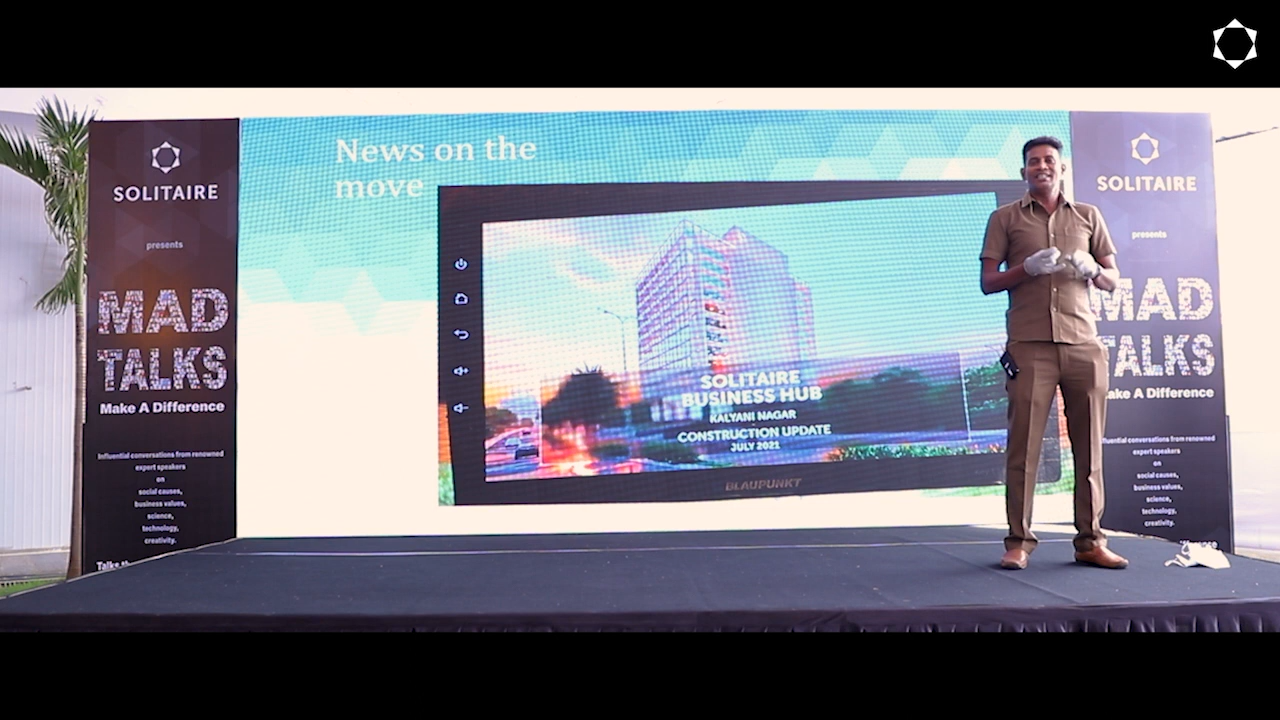 SOLITAIRE
presents
MAD
TALKS
Make A Difference
Influential conversations from renowned
expert speakers
on
social causes,
business values,
science,
technology,
creativity.
News on the
move
SOLITAIRE
BUSINESS HUB
KALYANI NAGAR
CONSTRUCTION UPDATE
JULY 2021
BLAUPUNKT
SOLITAIRE
presents
MAD
TALKS
ake A Difference
fluential conversations from renowned
expert speakers
on
social causes,
business values,
science,
technology,
creativity.